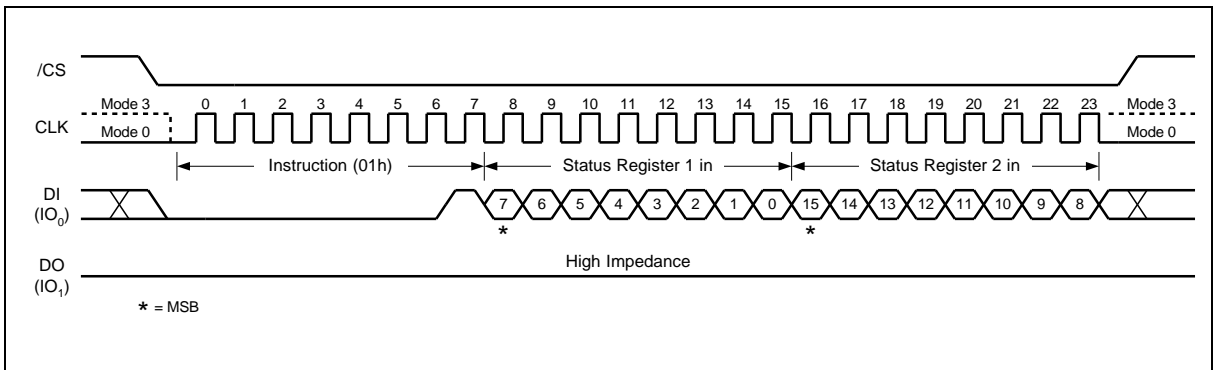 /CS
Mode 3 0 1 2 3 4 5 6 7 8 9 10 11 12 13 14 15 16 17 18 19 20 21 22 23 Mode 3
CLK Mode 0 Mode 0
Instruction (01h) Status Register 1 in Status Register 2 in
DI
(IO0) 7 6 5 4 3 2 1 0 15 14 13 12 11 10 9 8
* *
High Impedance
DO
(IO1)
* = MSB